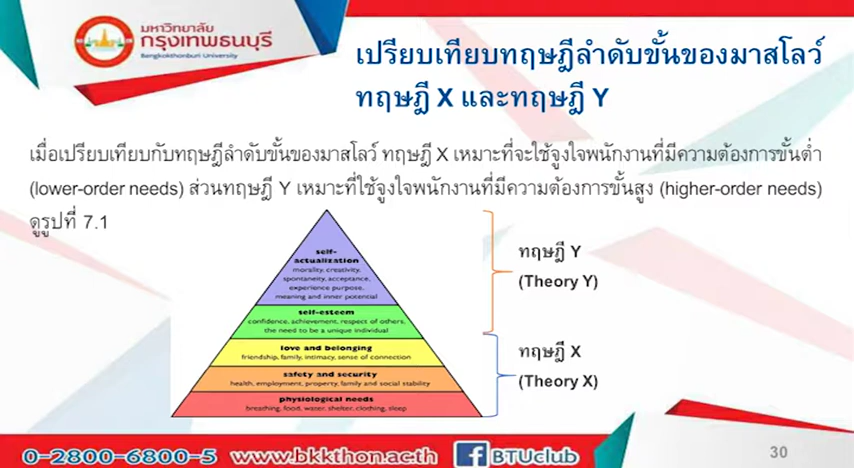 มหาวิทยาลัย
กรุงเทพธนบุรี
Bangkokthonburi University
เปรียบเทียบทฤษฎีลำดับขั้นของมาสโลว์
ทฤษฎี X และทฤษฎี Y
เมื่อเปรียบเทียบกับทฤษฎีลำดับขั้นของมาสโลว์ ทฤษฎี X เหมาะที่จะใช้จูงใจพนักงานที่มีความต้องการขั้นต่ำ
(lower-order needs) ส่วนทฤษฎี Y เหมาะที่ใช้จูงใจพนักงานที่มีความต้องการขั้นสูง (higher-order needs)
ดูรูปที่ 7.1
self-
actualization
morality, creativity,
spontaneity, acceptance,
experience purpose,
meaning and inner potential
self-esteem
confidence, achievement, respect of others,
the need to be a unique individual
love and belonging
friendship, family, intimacy, sense of connection
safety and security
health, employment, property, family and social stability
physiological needs
breathing, food, water, shelter, clothing, sleep
ทฤษฎี Y
(Theory Y)
ทฤษฎี X
(Theory X)
0-2800-6800-5 www.bkkthon.ac.th f BTUclub
30